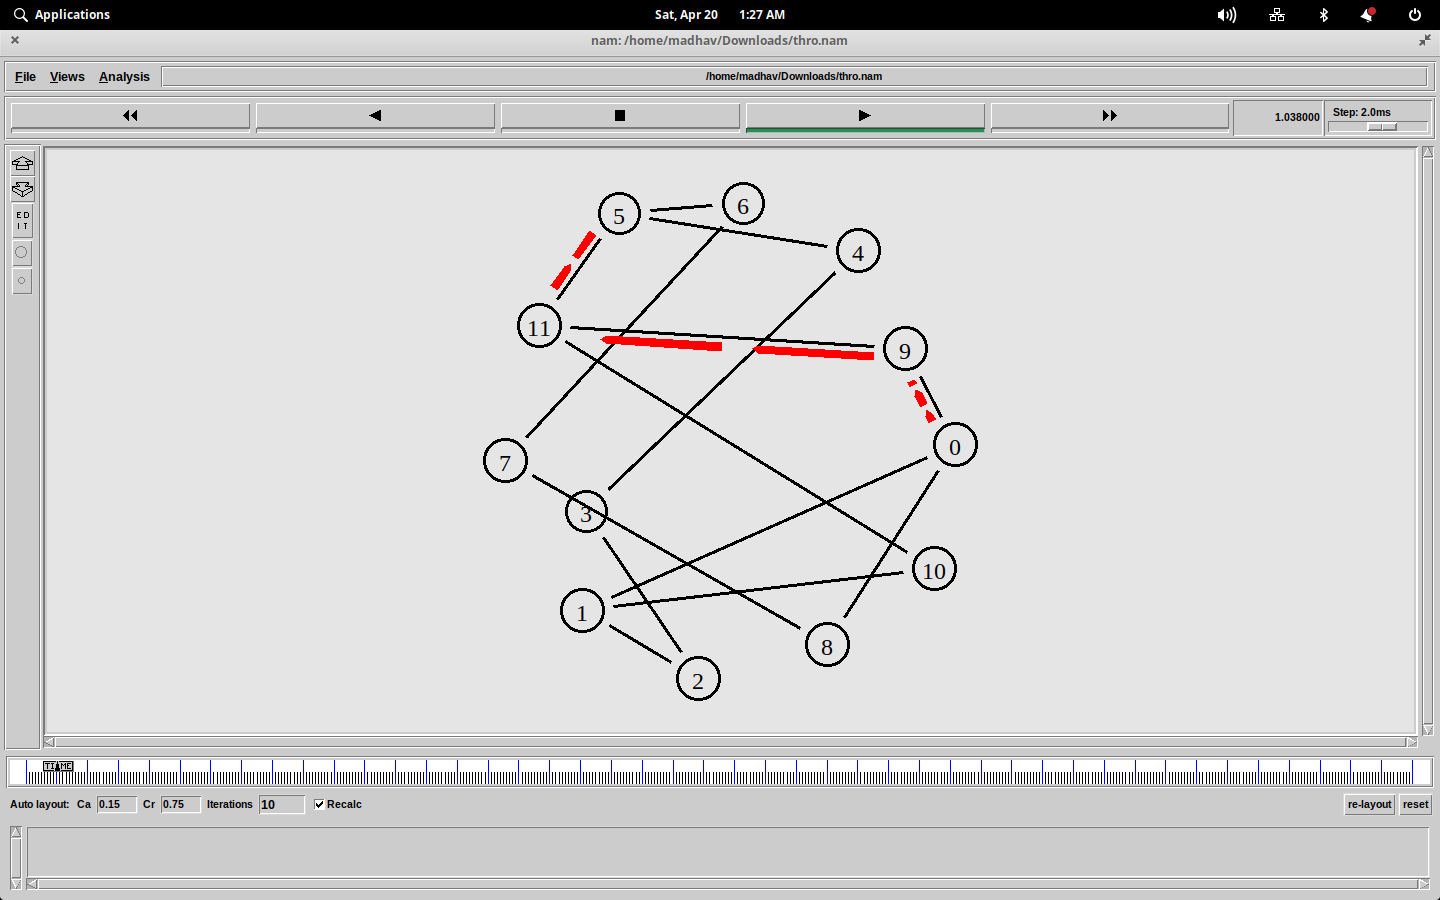 Applications
Sat, Apr 20 1:27 AM
nam: /home/madhav/Downloads/thro.nam
File Views Analysis
/home/madhav/Downloads/thro.nam
1.038000
Step: 2.0ms
ED
IT
5
6
4
11
9
0
7
3
10
1
8
2
TIME
Auto layout: Ca 0.15 Cr 0.75 Iterations 10 Recalc re-layout reset